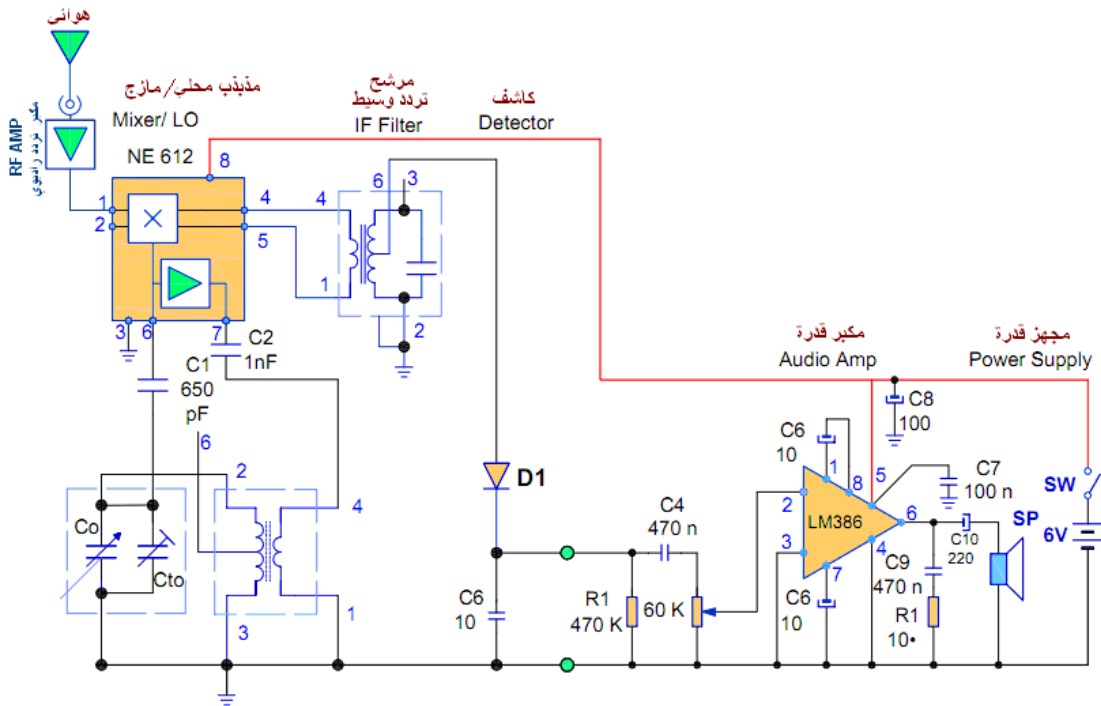 هوائى
مكبر تردد راديوي
RF AMP
مذبذب محلي/ مازج
Mixer/ LO
NE 612
مرشح
تردد وسيط
IF Filter
كاشف
Detector
8
1
2
4
5
3
6
7
4
1
6
3
2
C2
1nF
C1
650
pF
6
2
4
3
1
Co
Cto
D1
C6
10
R1
470 K
C4
470 n
60 K
مكبر قدرة
Audio Amp
مجهز قدرة
Power Supply
C8
100
C6
10
1
8
5
2
3
LM386
6
4
7
C6
10
C7
100 n
C10
220
C9
470 n
R1
10•
SP
SW
6V